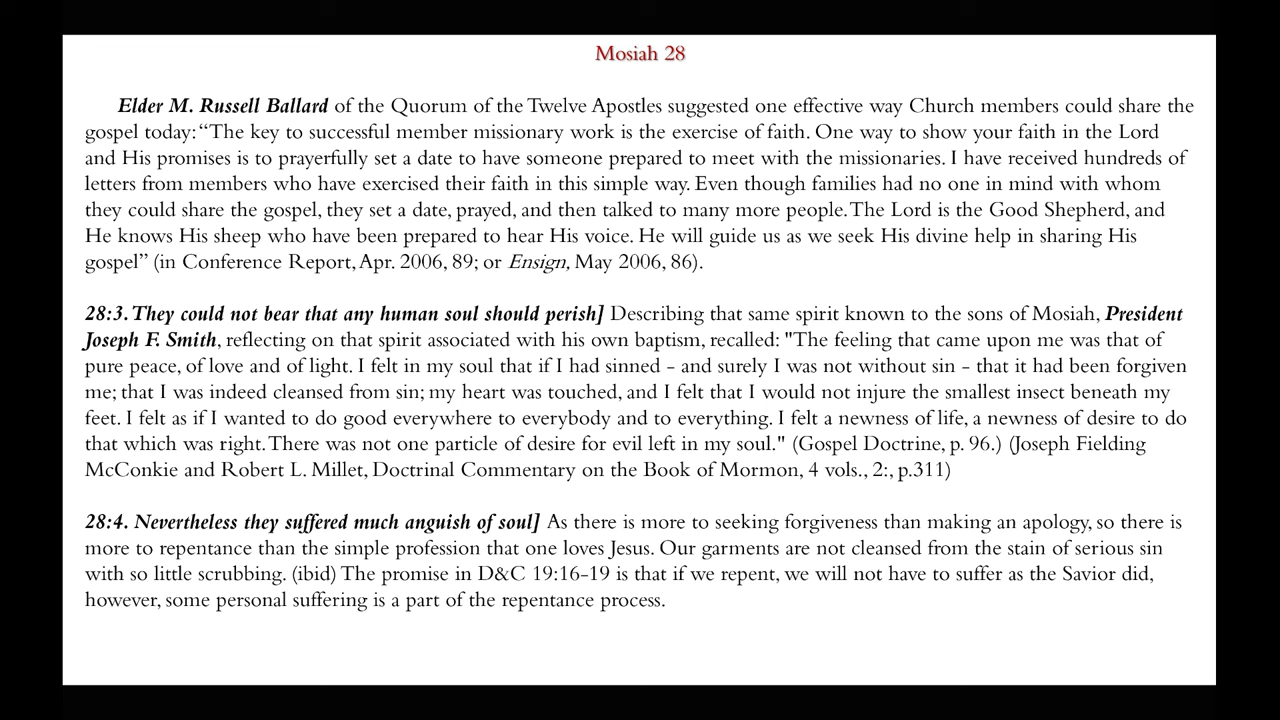 Mosiah 28
Elder M. Russell Ballard of the Quorum of the Twelve Apostles suggested one effective way Church members could share the
gospel today: “The key to successful member missionary work is the exercise of faith. One way to show your faith in the Lord
and His promises is to prayerfully set a date to have someone prepared to meet with the missionaries. I have received hundreds of
letters from members who have exercised their faith in this simple way. Even though families had no one in mind with whom
they could share the gospel, they set a date, prayed, and then talked to many more people. The Lord is the Good Shepherd, and
He knows His sheep who have been prepared to hear His voice. He will guide us as we seek His divine help in sharing His
gospel” (in Conference Report, Apr. 2006, 89; or Ensign, May 2006, 86).
28:3. They could not bear that any human soul should perish] Describing that same spirit known to the sons of Mosiah, President
Joseph F. Smith, reflecting on that spirit associated with his own baptism, recalled: "The feeling that came upon me was that of
pure peace, of love and of light. I felt in my soul that if I had sinned - and surely I was not without sin - that it had been forgiven
me; that I was indeed cleansed from sin; my heart was touched, and I felt that I would not injure the smallest insect beneath my
feet. I felt as if I wanted to do good everywhere to everybody and to everything. I felt a newness of life, a newness of desire to do
that which was right. There was not one particle of desire for evil left in my soul." (Gospel Doctrine, p. 96.) (Joseph Fielding
McConkie and Robert L. Millet, Doctrinal Commentary on the Book of Mormon, 4 vols., 2:, p.311)
28:4. Nevertheless they suffered much anguish of soul] As there is more to seeking forgiveness than making an apology, so there is
more to repentance than the simple profession that one loves Jesus. Our garments are not cleansed from the stain of serious sin
with so little scrubbing. (ibid) The promise in D&C 19:16-19 is that if we repent, we will not have to suffer as the Savior did,
however, some personal suffering is a part of the repentance process.